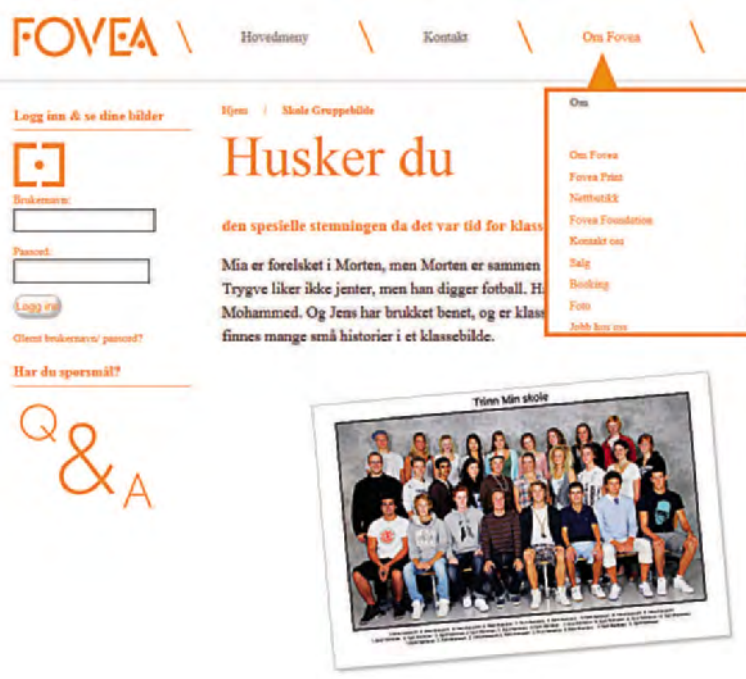 FOVEA
Hovedmeny
Kontakt
Om Fovea
Logg inn & se dine bilder
Brukernavn:
Passord:
Logg inn
Glemt brukernavn/ passord?
Har du spørsmål?
Q & A
Hjem | Skole Gruppebilde
Husker du
den spesielle stemningen da det var tid for klasse
Mia er forelsket i Morten, men Morten er sammen
Trygve liker ikke jenter, men han digger fotball. H
Mohammed. Og Jens har brukket benet, og er klass
finnes mange små historier i et klassebilde.
Om
Om Fovea
Fovea Print
Nettbutikk
Fovea Foundation
Kontakt oss
Salg
Booking
Foto
Jobb hos oss
Trinn Min skole